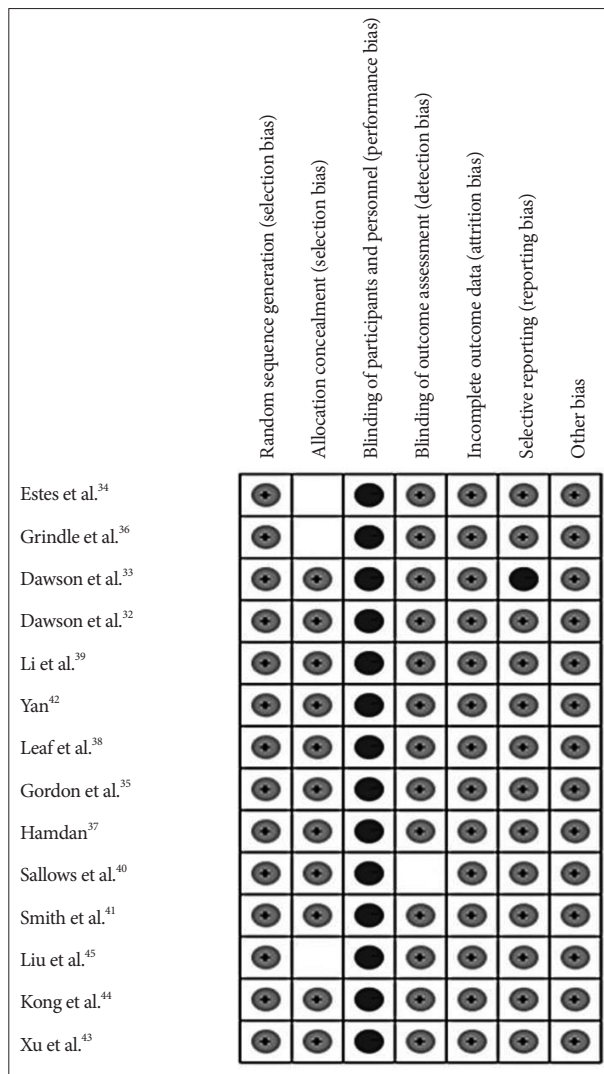 Random sequence generation (selection bias)
Allocation concealment (selection bias)
Blinding of participants and personnel (performance bias)
Blinding of outcome assessment (detection bias)
Incomplete outcome data (attrition bias)
Selective reporting (reporting bias)
Other bias
Estes et al.³⁴
Grindle et al.³⁶
Dawson et al.³³
Dawson et al.³²
Li et al.³⁹
Yan⁴²
Leaf et al.³⁸
Gordon et al.³⁵
Hamdan³⁷
Sallows et al.⁴⁰
Smith et al.⁴¹
Liu et al.⁴⁵
Kong et al.⁴⁴
Xu et al.⁴³